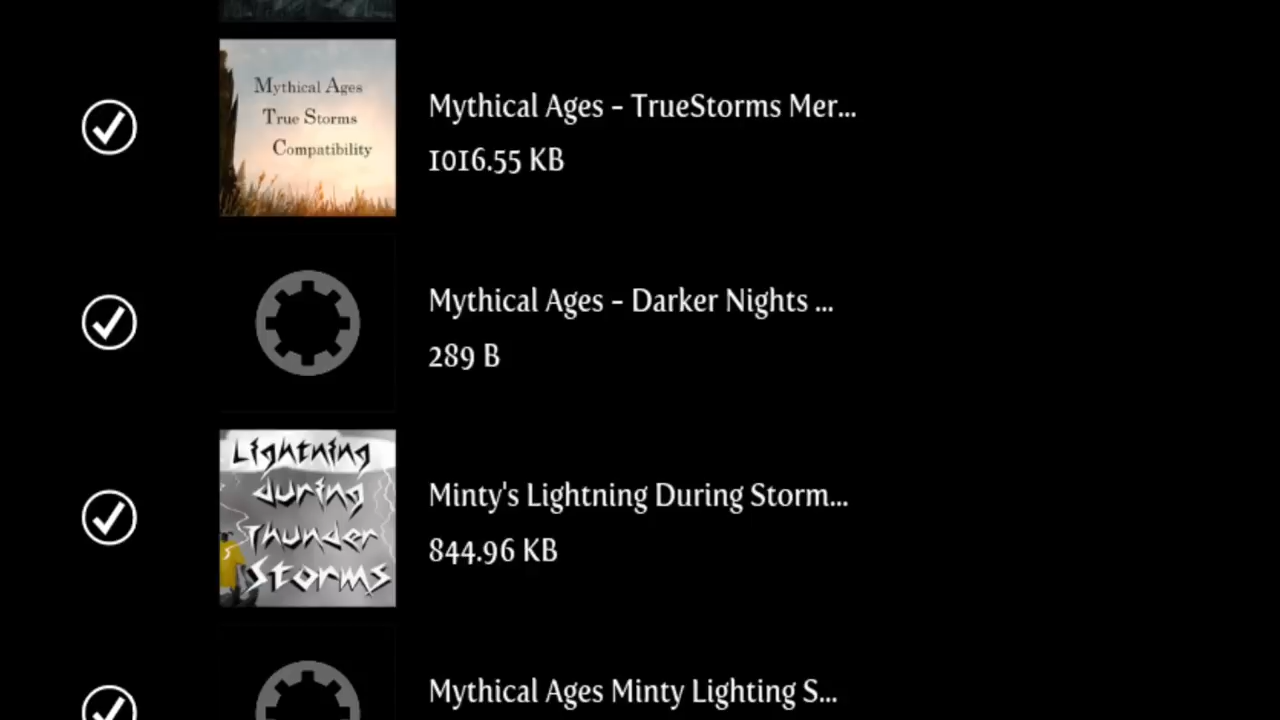 Mythical Ages
True Storms
Compatibility
Mythical Ages - TrueStorms Mer...
1016.55 KB
Mythical Ages - Darker Nights ...
289 B
Lightning
during
Thunder
Storms
Minty's Lightning During Storm...
844.96 KB
Mythical Ages Minty Lighting S...